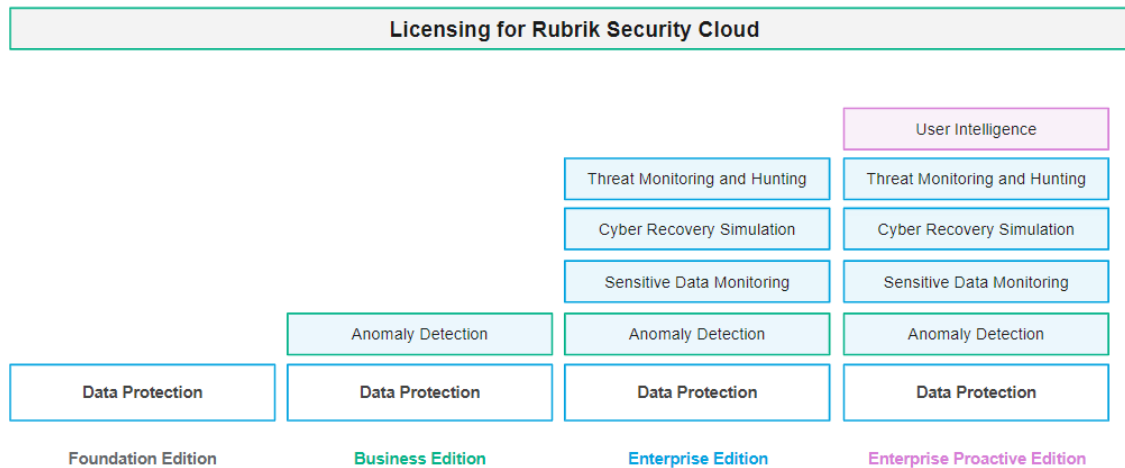 Licensing for Rubrik Security Cloud
User Intelligence
Threat Monitoring and Hunting
Threat Monitoring and Hunting
Cyber Recovery Simulation
Cyber Recovery Simulation
Sensitive Data Monitoring
Sensitive Data Monitoring
Anomaly Detection
Anomaly Detection
Anomaly Detection
Data Protection
Data Protection
Data Protection
Data Protection
Foundation Edition
Business Edition
Enterprise Edition
Enterprise Proactive Edition